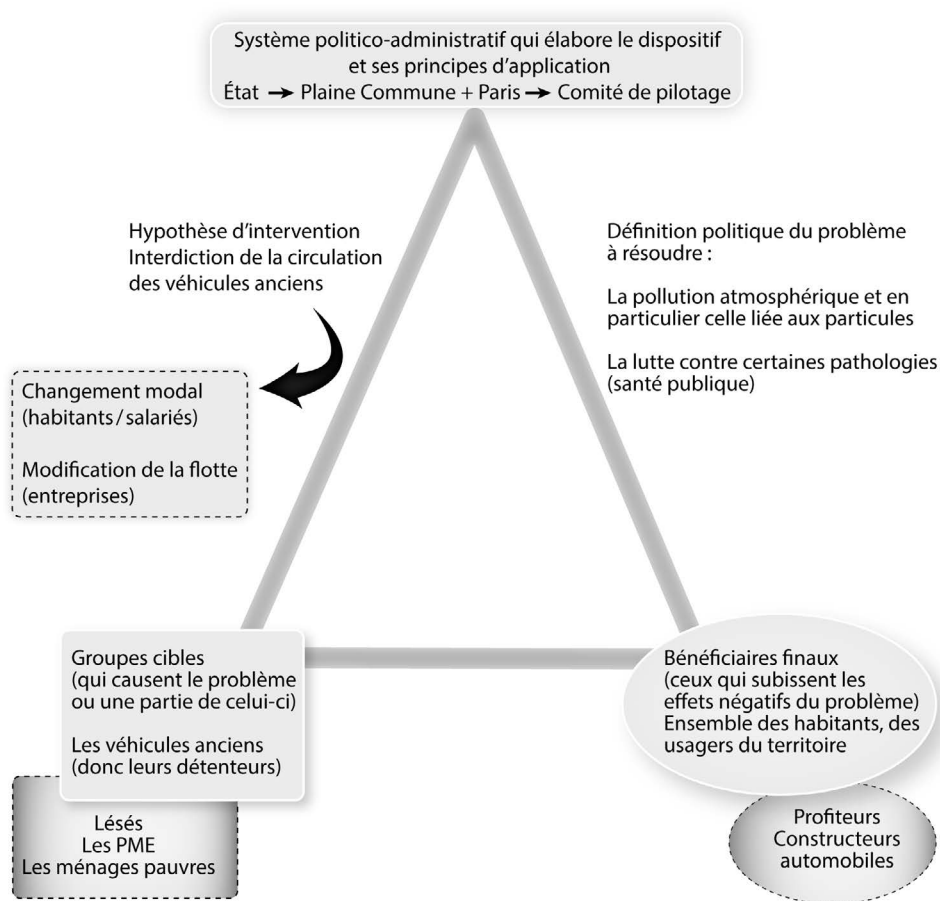 Système politico-administratif qui élabore le dispositif
et ses principes d'application
État → Plaine Commune + Paris → Comité de pilotage
Hypothèse d'intervention
Interdiction de la circulation
des véhicules anciens
Définition politique du problème
à résoudre :
La pollution atmosphérique et en
particulier celle liée aux particules
La lutte contre certaines pathologies
(santé publique)
Changement modal
(habitants / salariés)
Modification de la flotte
(entreprises)
Groupes cibles
(qui causent le problème
ou une partie de celui-ci)
Les véhicules anciens
(donc leurs détenteurs)
Bénéficiaires finaux
(ceux qui subissent les
effets négatifs du problème)
Ensemble des habitants, des
usagers du territoire
Lésés
Les PME
Les ménages pauvres
Profiteurs
Constructeurs
automobiles